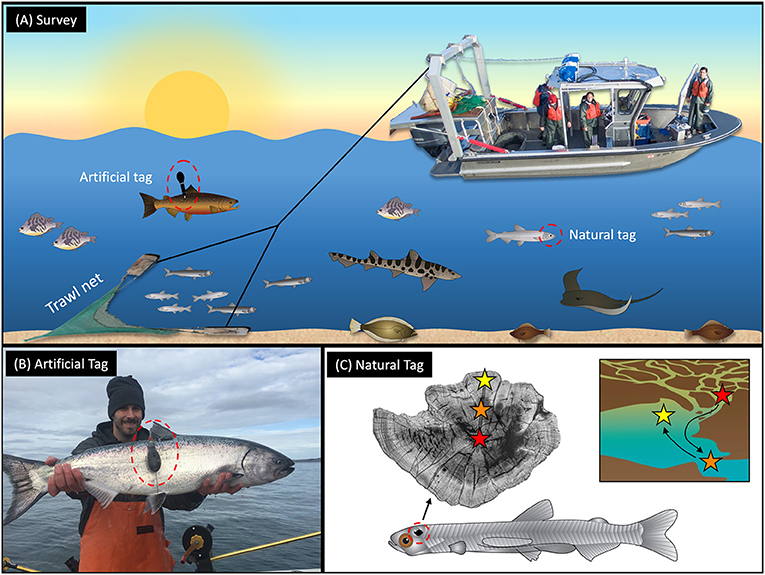 (A) Survey
Artificial tag
Natural tag
Trawl net
(B) Artificial Tag
(C) Natural Tag